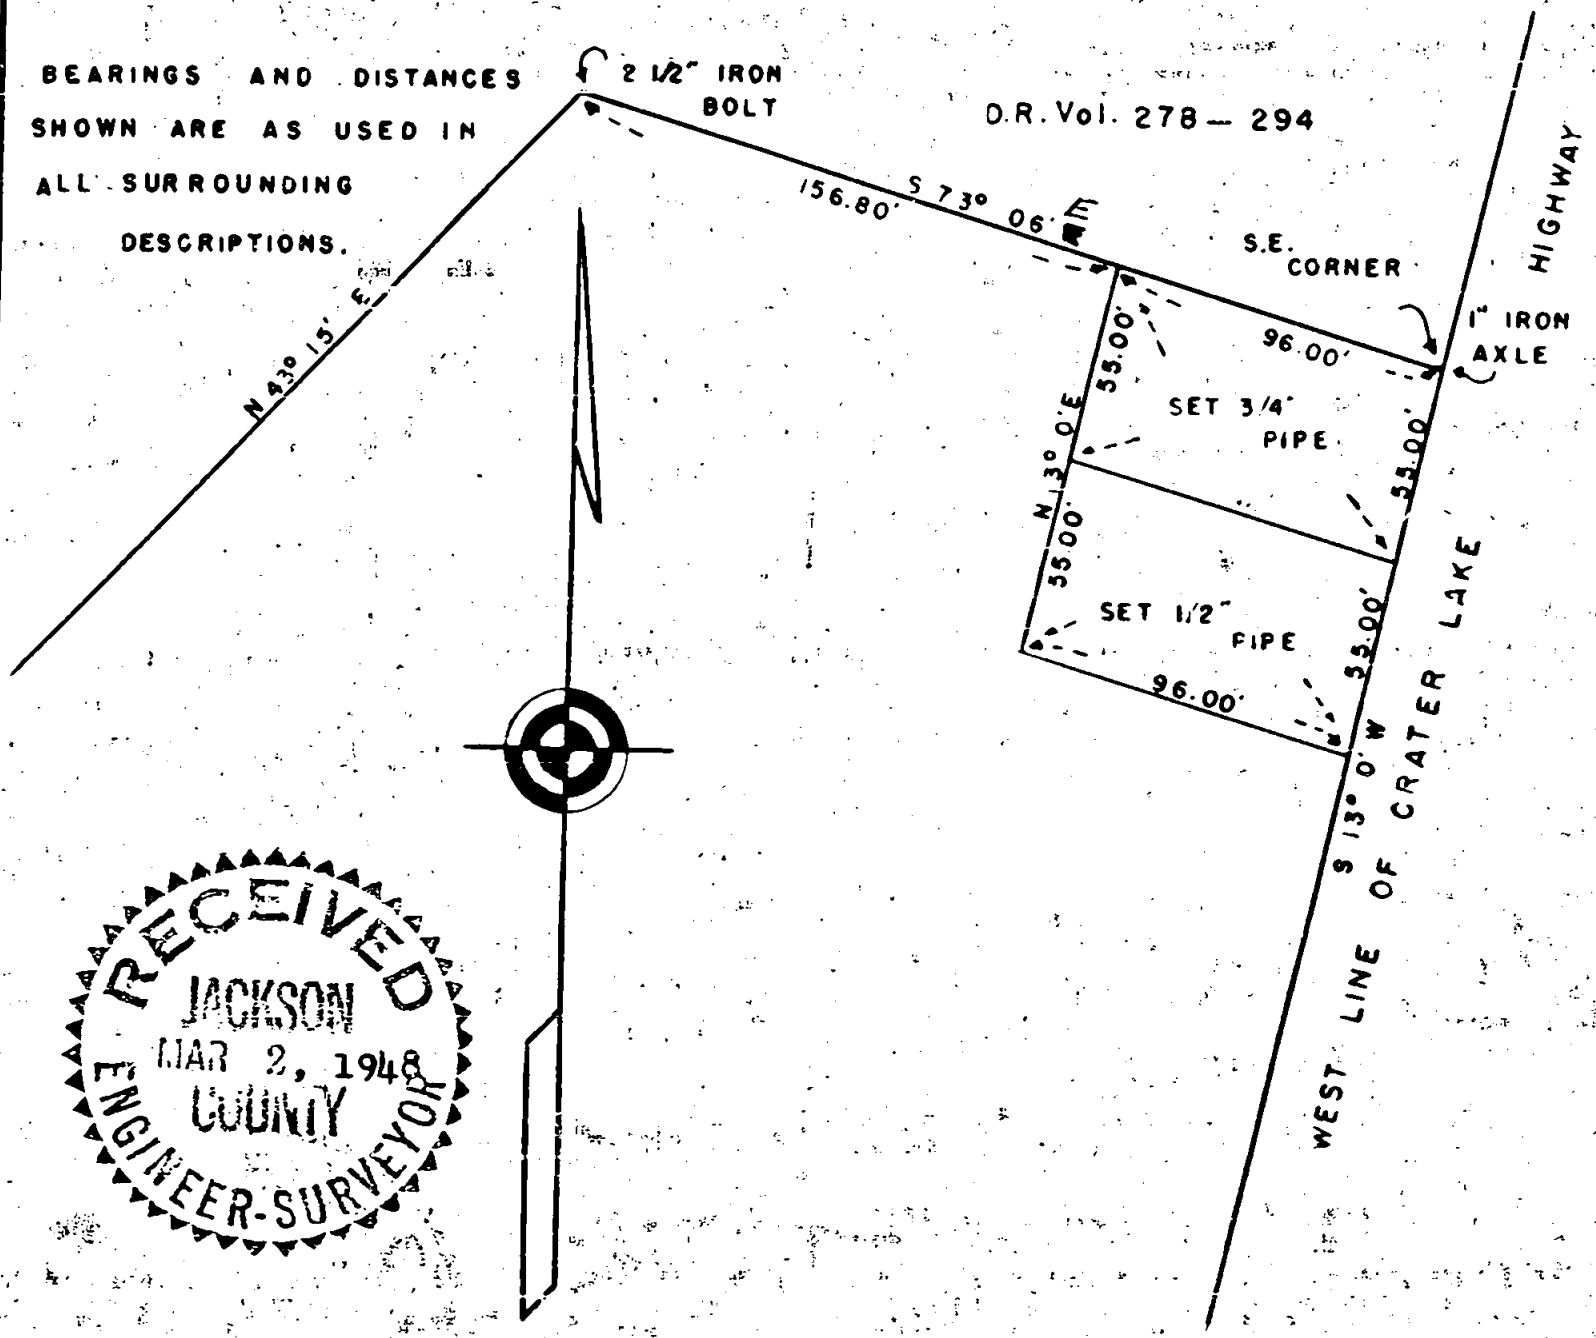 BEARINGS AND DISTANCES
SHOWN ARE AS USED IN
ALL SURROUNDING
DESCRIPTIONS.
2 1/2" IRON
BOLT
D.R. Vol. 278 — 294
156.80'
S 73° 06' E
N 43° 15' E
S.E.
CORNER
HIGHWAY
1" IRON
AXLE
96.00'
55.00'
SET 3/4"
PIPE
55.00'
N 13° 0' E
55.00'
SET 1/2"
PIPE
55.00'
96.00'
S 13° 0' W
WEST LINE OF CRATER LAKE
RECEIVED
JACKSON
MAR 2, 1948
COUNTY
ENGINEER-SURVEYOR